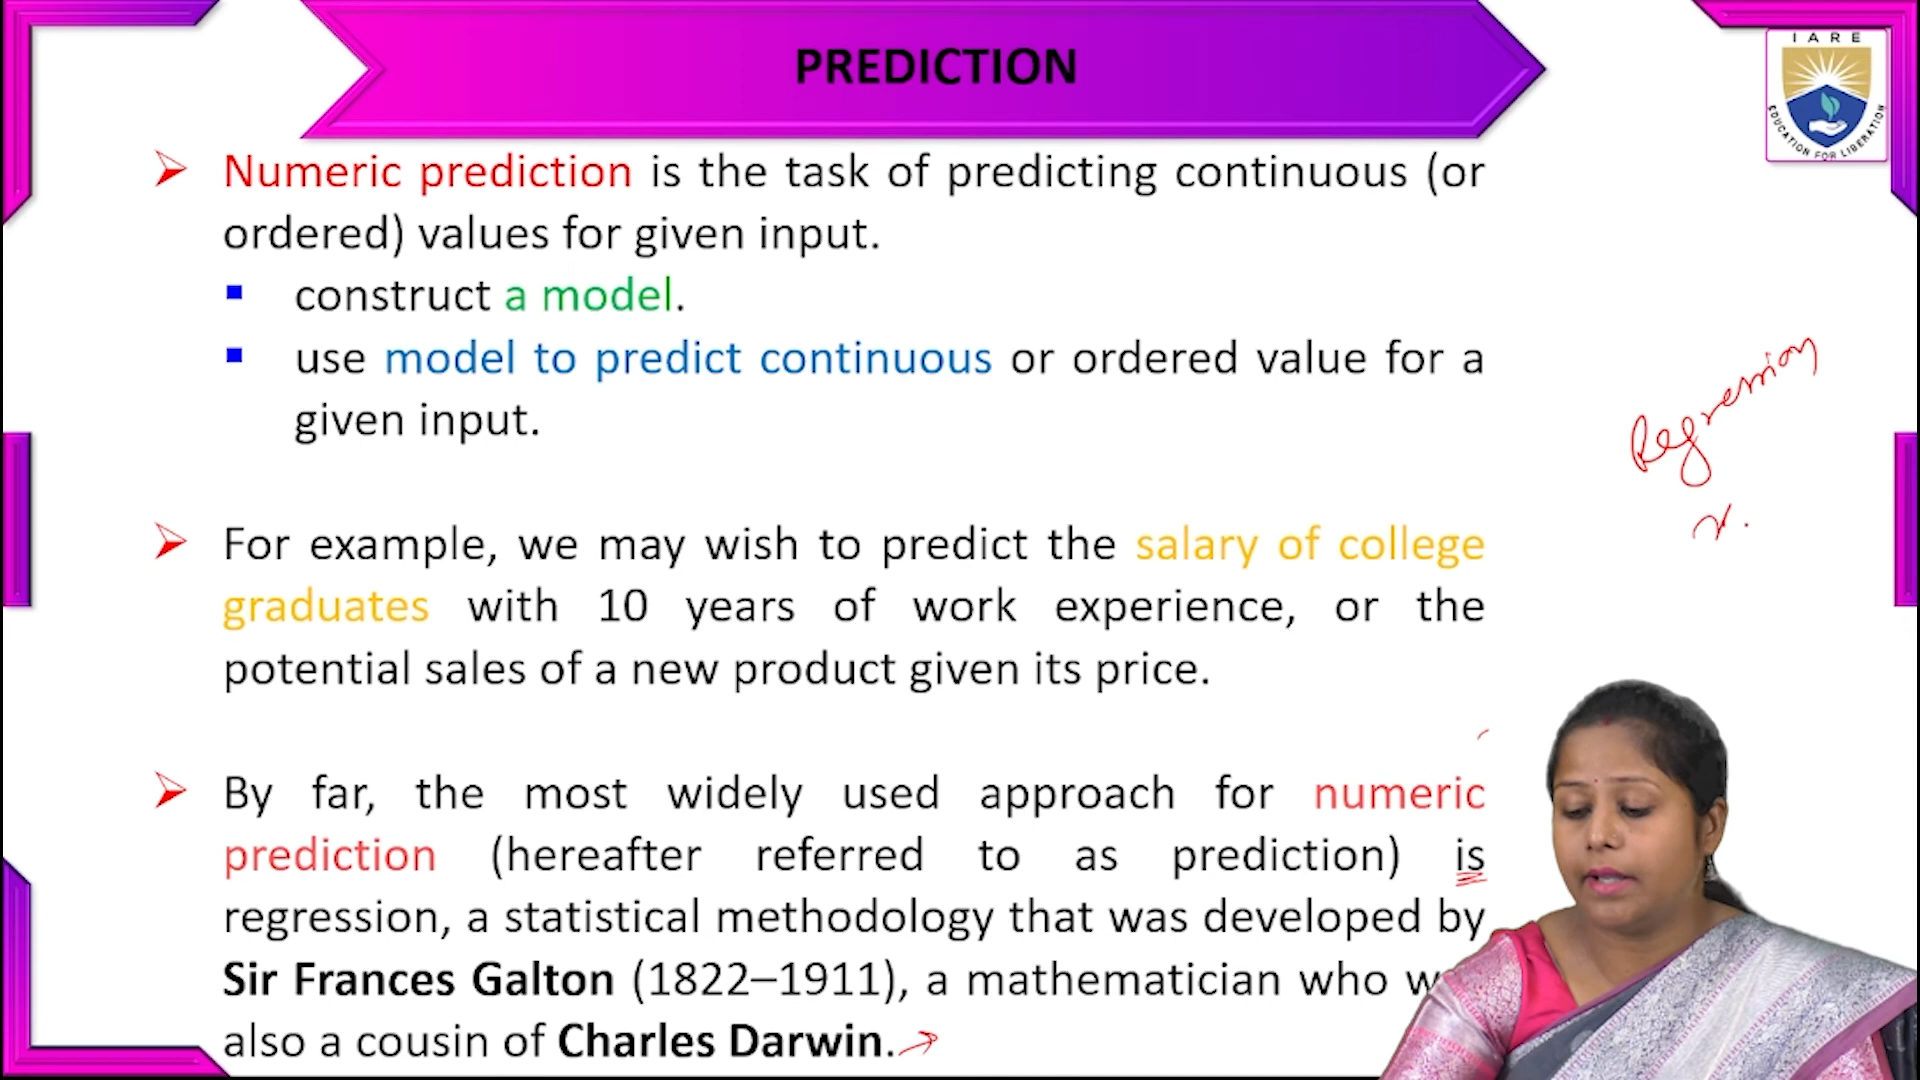 PREDICTION
IARE
EDUCATION FOR LIBERATION
Numeric prediction is the task of predicting continuous (or
ordered) values for given input.
construct a model.
use model to predict continuous or ordered value for a
given input.
Regression
For example, we may wish to predict the salary of college
graduates with 10 years of work experience, or the
potential sales of a new product given its price.
By far, the most widely used approach for numeric
prediction (hereafter referred to as prediction) is
regression, a statistical methodology that was developed by
Sir Frances Galton (1822–1911), a mathematician who
also a cousin of Charles Darwin.